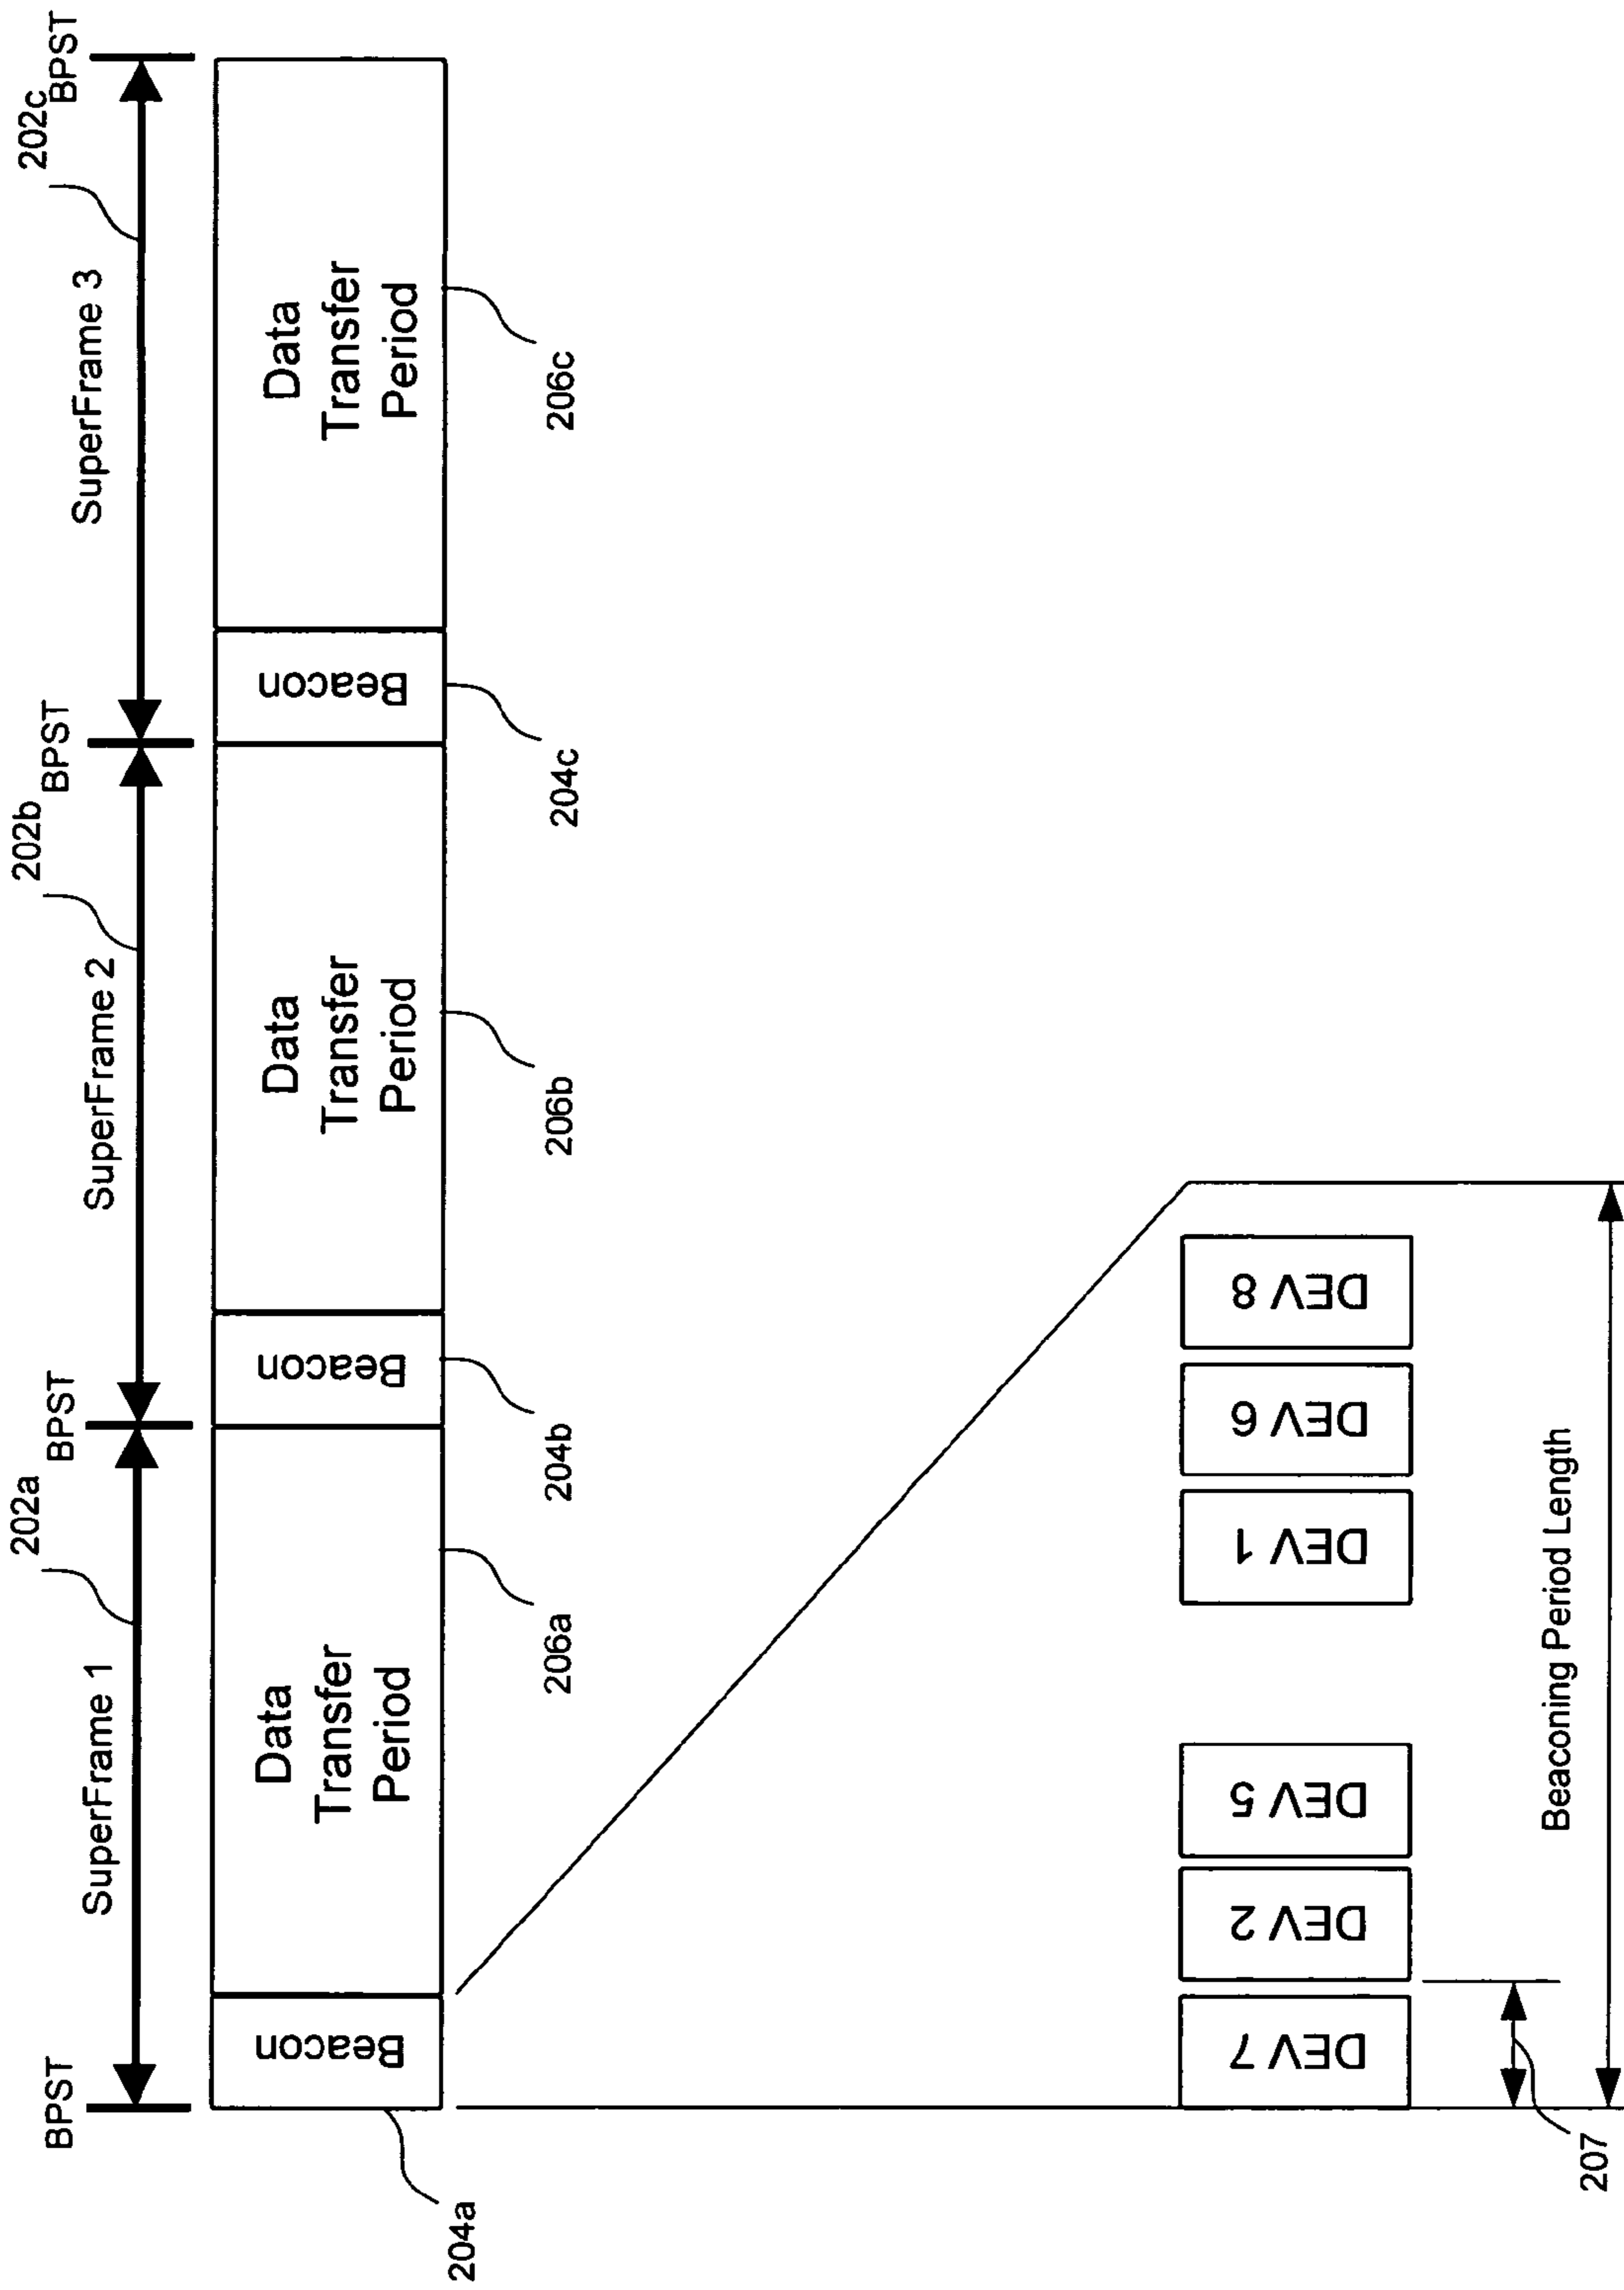 202a
202b
202c
BPST
SuperFrame 1
BPST
SuperFrame 2
BPST
SuperFrame 3
BPST
Beacon
Data
Transfer
Period
Beacon
Data
Transfer
Period
Beacon
Data
Transfer
Period
204a
206a
204b
206b
204c
206c
DEV 7
DEV 2
DEV 5
DEV 1
DEV 6
DEV 8
207
Beaconing Period Length